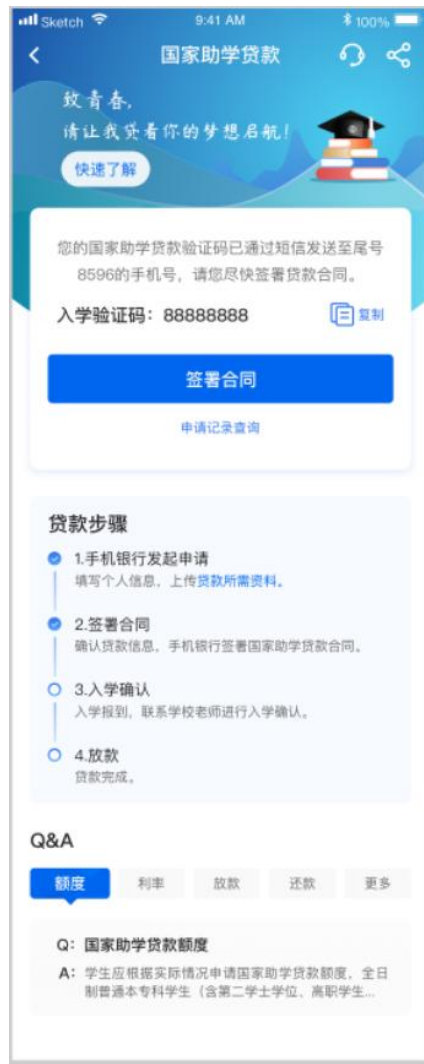 Sketch 9:41 AM 100%
国家助学贷款
致青春,
请让我贷着你的梦想启航!
快速了解
您的国家助学贷款验证码已通过短信发送至尾号
8596的手机号，请您尽快签署贷款合同。
入学验证码：88888888 复制
签署合同
申请记录查询
贷款步骤
1.手机银行发起申请
填写个人信息，上传贷款所需资料。
2.签署合同
确认贷款信息，手机银行签署国家助学贷款合同。
3.入学确认
入学报到，联系学校老师进行入学确认。
4.放款
贷款完成。
Q&A
额度 利率 放款 还款 更多
Q：国家助学贷款额度
A：学生应根据实际情况申请国家助学贷款额度，全日
制普通本专科学生（含第二学士学位、高职学生...